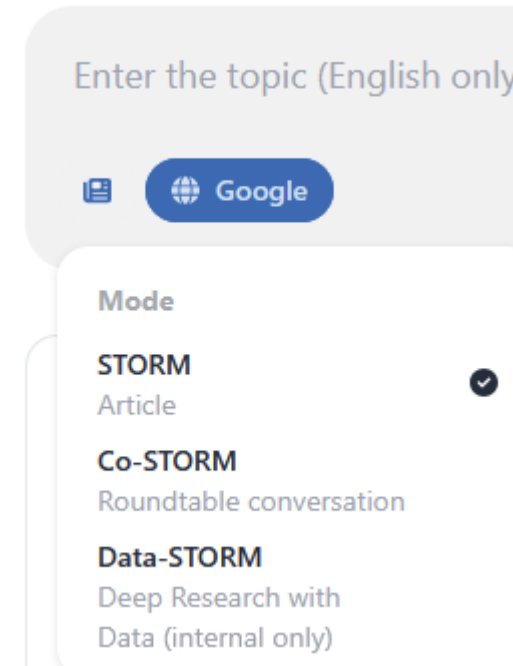 Enter the topic (English only
Google
Mode
STORM
Article
Co-STORM
Roundtable conversation
Data-STORM
Deep Research with
Data (internal only)